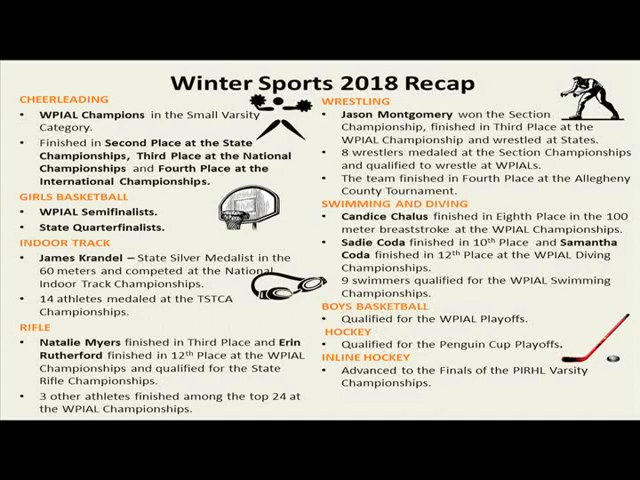 Winter Sports 2018 Recap
CHEERLEADING
• WPIAL Champions in the Small Varsity
Category.
• Finished in Second Place at the State
Championships, Third Place at the National
Championships and Fourth Place at the
International Championships.
GIRLS BASKETBALL
• WPIAL Semifinalists.
• State Quarterfinalists.
INDOOR TRACK
• James Krandel – State Silver Medalist in the
60 meters and competed at the National
Indoor Track Championships.
• 14 athletes medaled at the TSTCA
Championships.
RIFLE
• Natalie Myers finished in Third Place and Erin
Rutherford finished in 12th Place at the WPIAL
Championships and qualified for the State
Rifle Championships.
• 3 other athletes finished among the top 24 at
the WPIAL Championships.
WRESTLING
• Jason Montgomery won the Section
Championship, finished in Third Place at the
WPIAL Championship and wrestled at States.
• 8 wrestlers medaled at the Section Championships
and qualified to wrestle at WPIALs.
• The team finished in Fourth Place at the Allegheny
County Tournament.
SWIMMING AND DIVING
• Candice Chalus finished in Eighth Place in the 100
meter breaststroke at the WPIAL Championships.
• Sadie Coda finished in 10th Place and Samantha
Coda finished in 12th Place at the WPIAL Diving
Championships.
• 9 swimmers qualified for the WPIAL Swimming
Championships.
BOYS BASKETBALL
• Qualified for the WPIAL Playoffs.
HOCKEY
• Qualified for the Penguin Cup Playoffs.
INLINE HOCKEY
• Advanced to the Finals of the PIRHL Varsity
Championships.